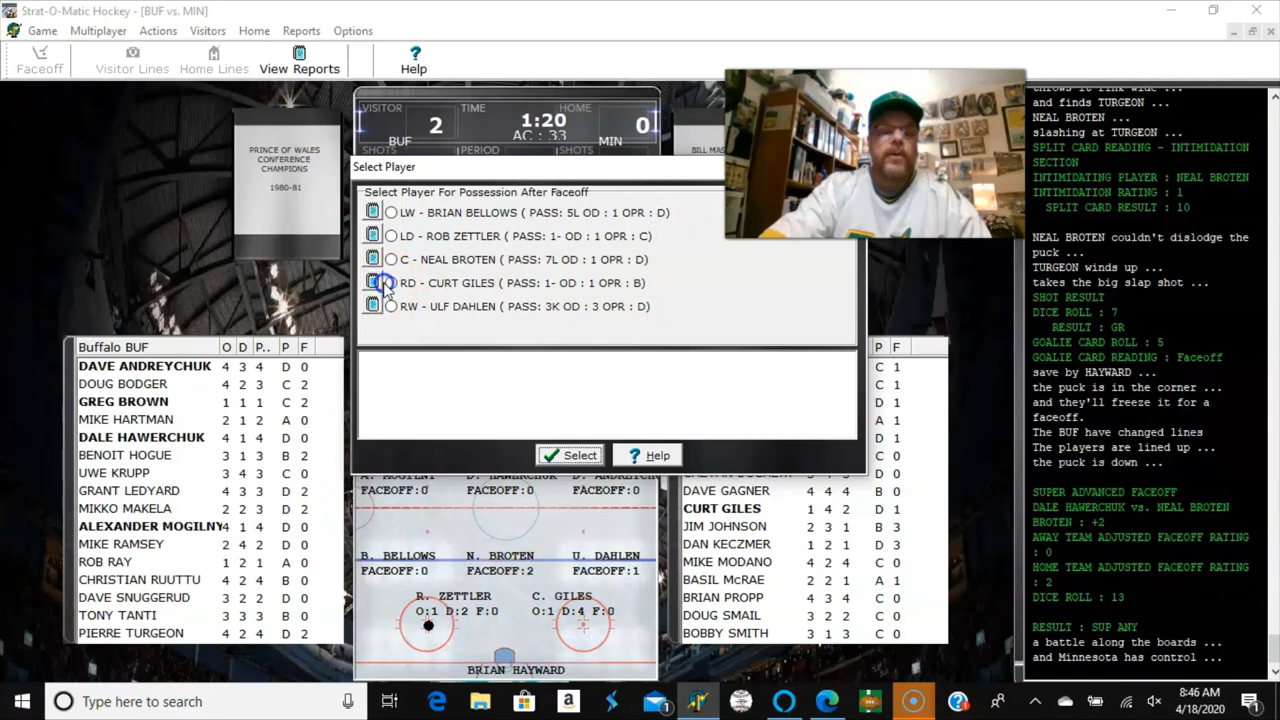 Strat-O-Matic Hockey - [BUF vs. MIN]
Game Multiplayer Actions Visitors Home Reports Options
Faceoff Visitor Lines Home Lines View Reports Help
PRINCE OF WALES
CONFERENCE
CHAMPIONS
1980-81
VISITOR TIME HOME
2 1:20 0
AC : 33
BUF MIN
SHOTS PERIOD SHOTS
BILL MAS
Select Player
Select Player For Possession After Faceoff
LW - BRIAN BELLOWS ( PASS: 5L OD : 1 OPR : D)
LD - ROB ZETTLER ( PASS: 1- OD : 1 OPR : C)
C - NEAL BROTEN ( PASS: 7L OD : 1 OPR : D)
RD - CURT GILES ( PASS: 1- OD : 1 OPR : B)
RW - ULF DAHLEN ( PASS: 3K OD : 3 OPR : D)
Select Help
Buffalo BUF O D P.. P F
DAVE ANDREYCHUK 4 3 4 D 0
DOUG BODGER 4 2 3 C 2
GREG BROWN 1 1 1 C 2
MIKE HARTMAN 2 1 2 A 0
DALE HAWERCHUK 4 1 4 D 0
BENOIT HOGUE 3 1 3 B 2
UWE KRUPP 3 4 3 C 0
GRANT LEDYARD 3 2 3 D 2
MIKKO MAKELA 2 2 3 D 2
ALEXANDER MOGILNY 4 1 4 D 0
MIKE RAMSEY 2 4 2 D 0
ROB RAY 1 2 1 A 0
CHRISTIAN RUUTTU 4 2 4 B 0
DAVE SNUGGERUD 2 3 2 D 0
TONY TANTI 3 3 3 B 0
PIERRE TURGEON 4 2 4 D 2
FACEOFF:0 FACEOFF:0 FACEOFF:0
B. BELLOWS N. BROTEN U. DAHLEN
FACEOFF:0 FACEOFF:2 FACEOFF:1
R. ZETTLER C. GILES
O:1 D:2 F:0 O:1 D:4 F:0
BRIAN HAYWARD
P F
C 1
C 1
D 1
A 1
D 1
C 0
C 0
DAVE GAGNER 4 4 4 B 0
CURT GILES 1 4 2 D 1
JIM JOHNSON 2 3 1 B 3
DAN KECZMER 1 2 1 D 3
MIKE MODANO 4 2 4 C 0
BASIL McRAE 2 2 1 A 1
BRIAN PROPP 4 3 4 C 0
DOUG SMAIL 3 2 2 C 0
BOBBY SMITH 3 1 3 C 0
and finds TURGEON ...
NEAL BROTEN ...
slashing at TURGEON ...
SPLIT CARD READING - INTIMIDATION
SECTION
INTIMIDATING PLAYER : NEAL BROTEN
INTIMIDATION RATING : 1
SPLIT CARD RESULT : 10
NEAL BROTEN couldn't dislodge the
puck ...
TURGEON winds up ...
takes the big slap shot ...
SHOT RESULT
DICE ROLL : 7
RESULT : GR
GOALIE CARD ROLL : 5
GOALIE CARD READING : Faceoff
save by HAYWARD ...
the puck is in the corner ...
and they'll freeze it for a
faceoff.
The BUF have changed lines
The players are lined up ...
the puck is down ...
SUPER ADVANCED FACEOFF
DALE HAWERCHUK vs. NEAL BROTEN
BROTEN : +2
AWAY TEAM ADJUSTED FACEOFF RATING
: 0
HOME TEAM ADJUSTED FACEOFF RATING
: 2
DICE ROLL : 13
RESULT : SUP ANY
a battle along the boards ...
and Minnesota has control ...
Type here to search
1
8:46 AM
4/18/2020
3